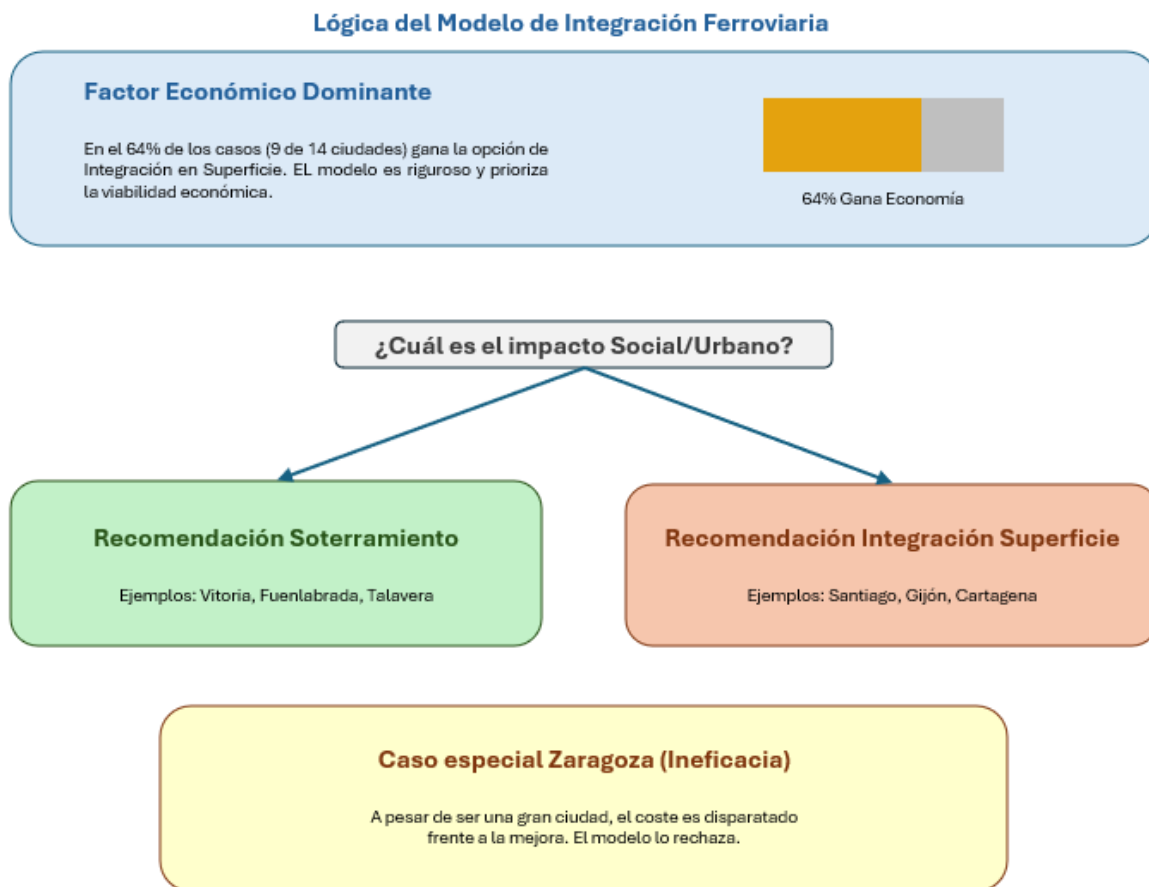 Lógica del Modelo de Integración Ferroviaria
Factor Económico Dominante
En el 64% de los casos (9 de 14 ciudades) gana la opción de
Integración en Superficie. EL modelo es riguroso y prioriza
la viabilidad económica.
64% Gana Economía
¿Cuál es el impacto Social/Urbano?
Recomendación Soterramiento
Ejemplos: Vitoria, Fuenlabrada, Talavera
Recomendación Integración Superficie
Ejemplos: Santiago, Gijón, Cartagena
Caso especial Zaragoza (Ineficacia)
A pesar de ser una gran ciudad, el coste es disparatado
frente a la mejora. El modelo lo rechaza.